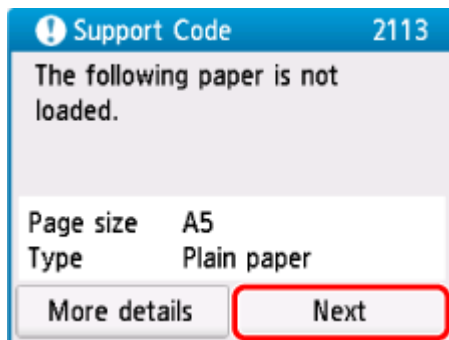 Support Code 2113
The following paper is not
loaded.
Page size A5
Type Plain paper
More details Next